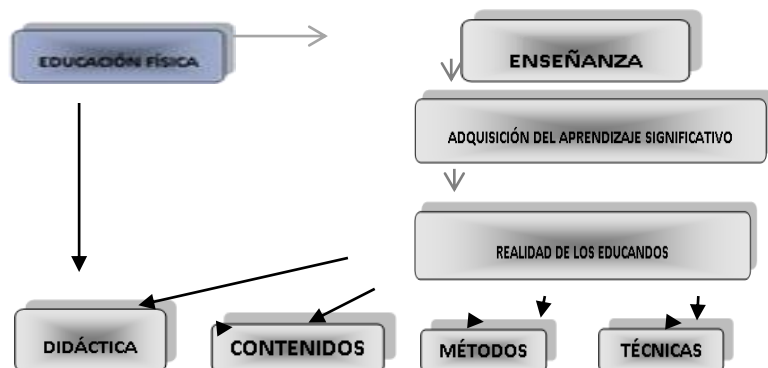 EDUCACIÓN FÍSICA
ENSEÑANZA
ADQUISICIÓN DEL APRENDIZAJE SIGNIFICATIVO
REALIDAD DE LOS EDUCANDOS
DIDÁCTICA
CONTENIDOS
MÉTODOS
TÉCNICAS